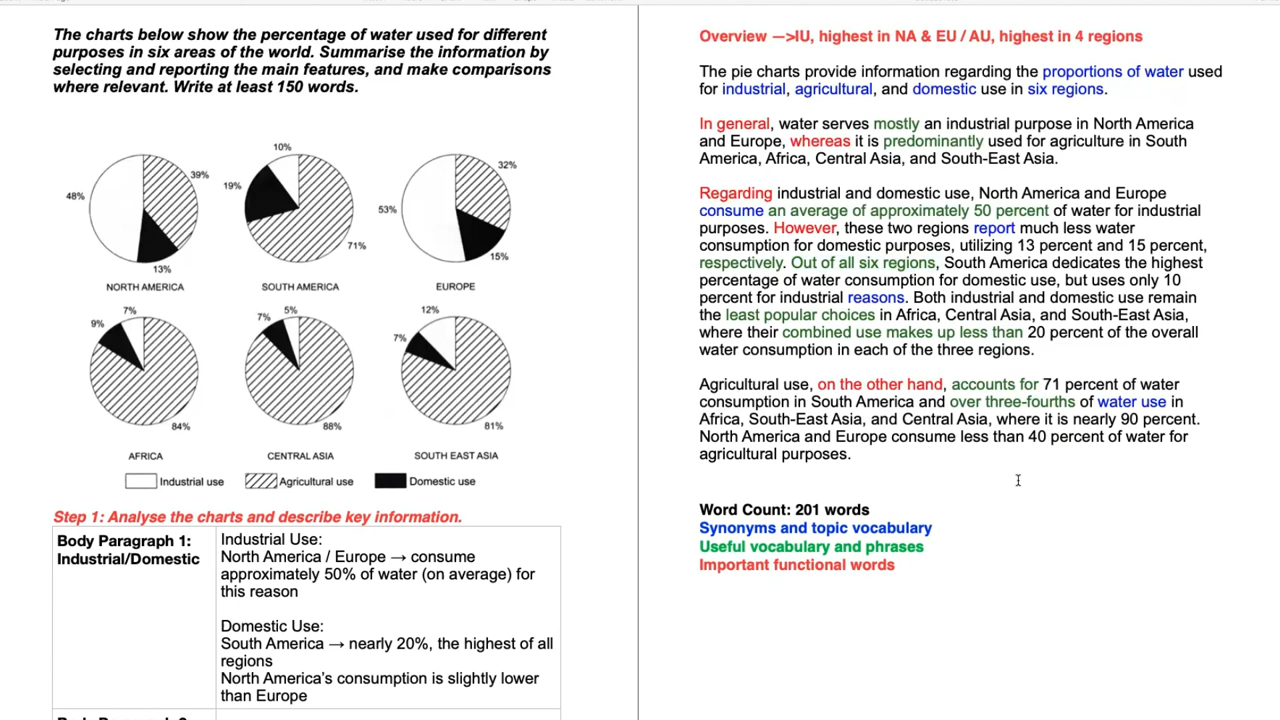 The charts below show the percentage of water used for different
purposes in six areas of the world. Summarise the information by
selecting and reporting the main features, and make comparisons
where relevant. Write at least 150 words.
48%
39%
13%
NORTH AMERICA
10%
19%
71%
SOUTH AMERICA
32%
53%
15%
EUROPE
7%
9%
84%
AFRICA
5%
7%
88%
CENTRAL ASIA
12%
7%
81%
SOUTH EAST ASIA
Industrial use
Agricultural use
Domestic use
Step 1: Analyse the charts and describe key information.
Body Paragraph 1:
Industrial/Domestic
Industrial Use:
North America / Europe → consume
approximately 50% of water (on average) for
this reason
Domestic Use:
South America → nearly 20%, the highest of all
regions
North America's consumption is slightly lower
than Europe
Overview —>IU, highest in NA & EU / AU, highest in 4 regions
The pie charts provide information regarding the proportions of water used
for industrial, agricultural, and domestic use in six regions.
In general, water serves mostly an industrial purpose in North America
and Europe, whereas it is predominantly used for agriculture in South
America, Africa, Central Asia, and South-East Asia.
Regarding industrial and domestic use, North America and Europe
consume an average of approximately 50 percent of water for industrial
purposes. However, these two regions report much less water
consumption for domestic purposes, utilizing 13 percent and 15 percent,
respectively. Out of all six regions, South America dedicates the highest
percentage of water consumption for domestic use, but uses only 10
percent for industrial reasons. Both industrial and domestic use remain
the least popular choices in Africa, Central Asia, and South-East Asia,
where their combined use makes up less than 20 percent of the overall
water consumption in each of the three regions.
Agricultural use, on the other hand, accounts for 71 percent of water
consumption in South America and over three-fourths of water use in
Africa, South-East Asia, and Central Asia, where it is nearly 90 percent.
North America and Europe consume less than 40 percent of water for
agricultural purposes.
Word Count: 201 words
Synonyms and topic vocabulary
Useful vocabulary and phrases
Important functional words